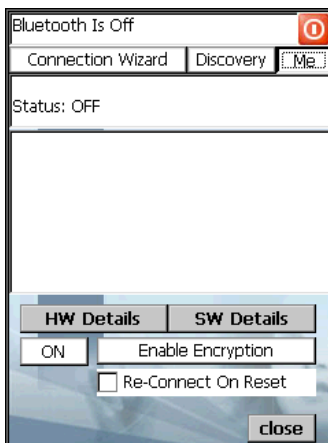 Bluetooth Is Off
Connection Wizard Discovery Me
Status: OFF
HW Details SW Details
ON Enable Encryption
Re-Connect On Reset
close